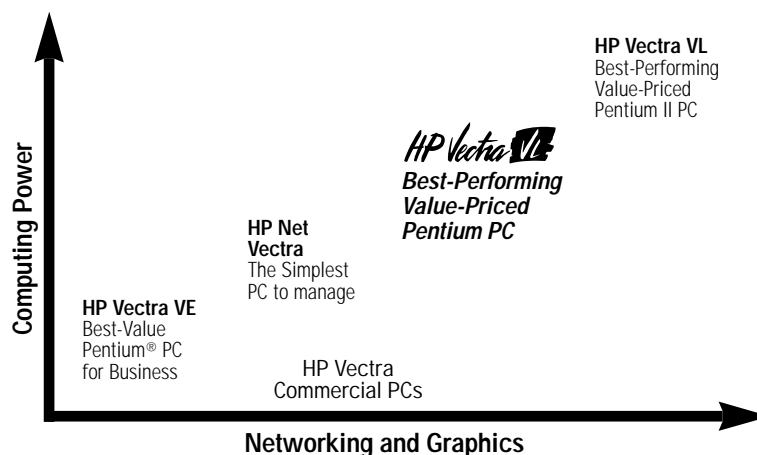 HP Vectra VL
Best-Performing
Value-Priced
Pentium II PC
HP Vectra VL
Best-Performing
Value-Priced
Pentium PC
HP Net
Vectra
The Simplest
PC to manage
HP Vectra VE
Best-Value
Pentium® PC
for Business
HP Vectra
Commercial PCs
Computing Power
Networking and Graphics